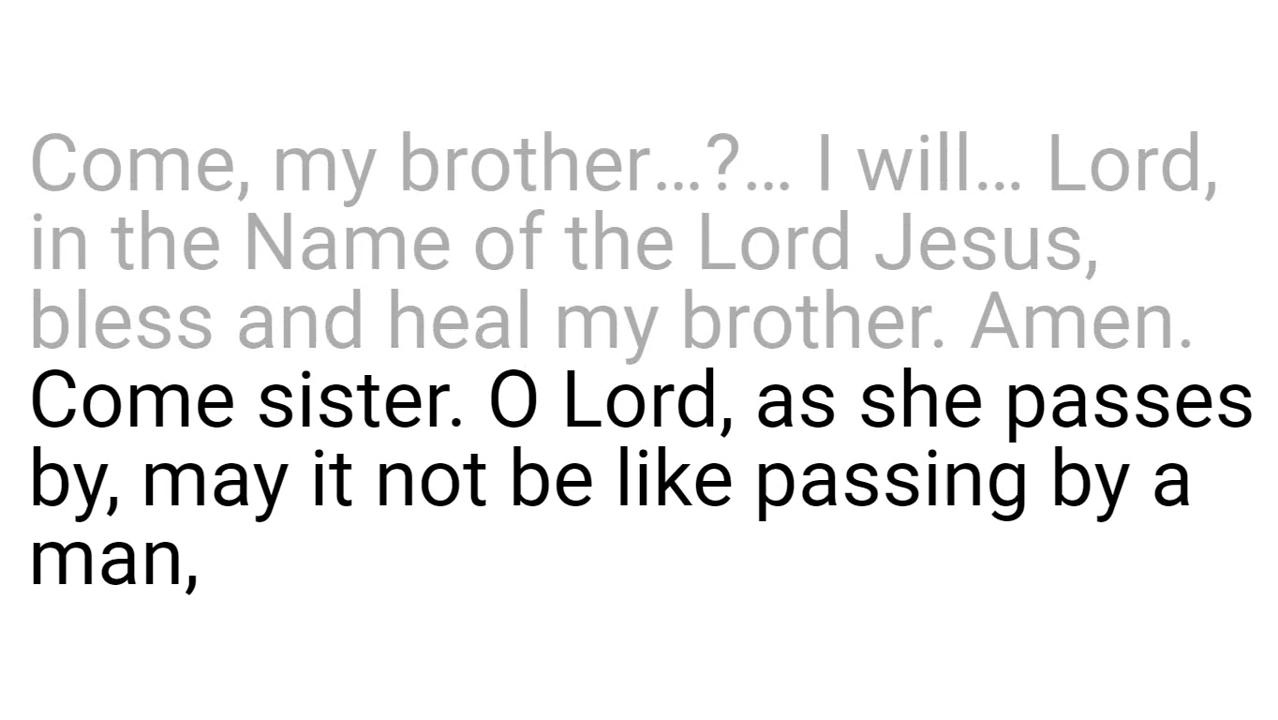 Come, my brother…?… I will… Lord,
in the Name of the Lord Jesus,
bless and heal my brother. Amen.
Come sister. O Lord, as she passes
by, may it not be like passing by a
man,